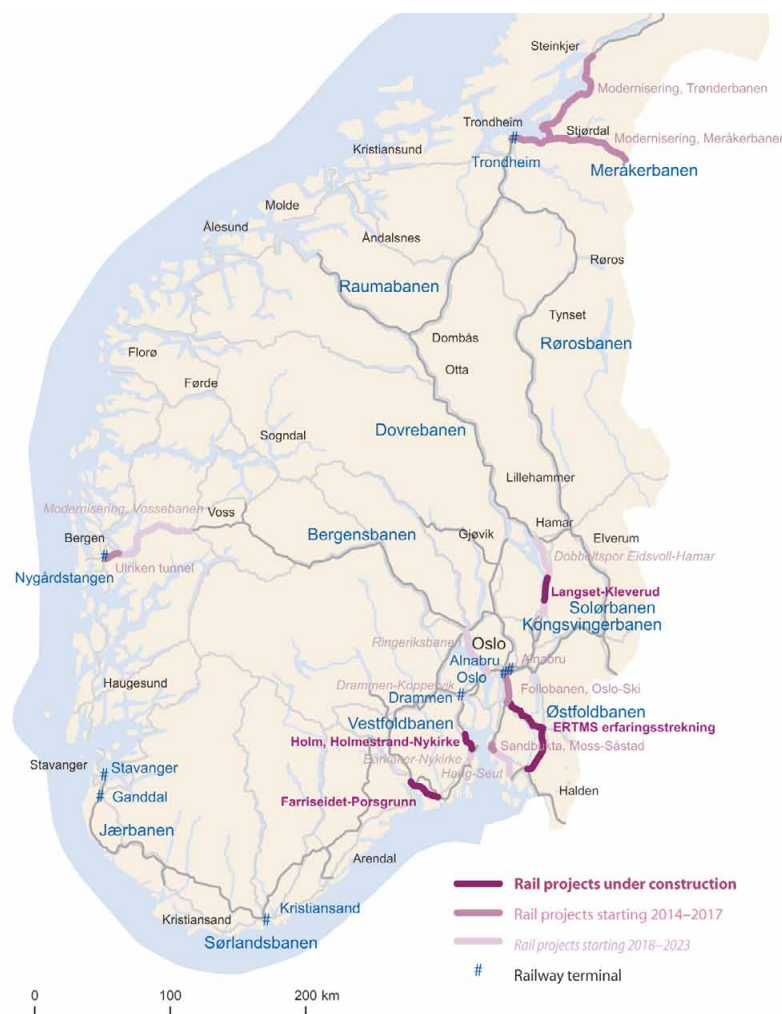 Steinkjer
Modernisering, Trønderbanen
Trondheim
Stjørdal
Modernisering, Meråkerbanen
Kristiansund
Trondheim
Meråkerbanen
Molde
Ålesund
Åndalsnes
Røros
Raumabanen
Tynset
Dombås
Rørosbanen
Florø
Otta
Førde
Dovrebanen
Sogndal
Lillehammer
Modernisering, Vossebanen
Voss
Hamar
Bergen
Bergensbanen
Gjøvik
Elverum
Dobbeltspor Eidsvoll-Hamar
Ulriken tunnel
Nygårdstangen
Langset-Kleverud
Solørbanen
Kongsvingerbanen
Ringeriksbanen
Oslo
Alnabru
Alnabru
Oslo
Haugesund
Drammen-Koppervik
Follobanen, Oslo-Ski
Drammen
Østfoldbanen
Vestfoldbanen
ERTMS erfaringsstrekning
Holm, Holmestrand-Nykirke
Sandbukta, Moss-Såstad
Barkåker-Nykirke
Stavanger
Stavanger
Haug-Seut
Ganddal
Halden
Farriseidet-Porsgrunn
Jærbanen
Arendal
Kristiansand
Kristiansand
Sørlandsbanen
Rail projects under construction
Rail projects starting 2014–2017
Rail projects starting 2018–2023
# Railway terminal
0 100 200 km